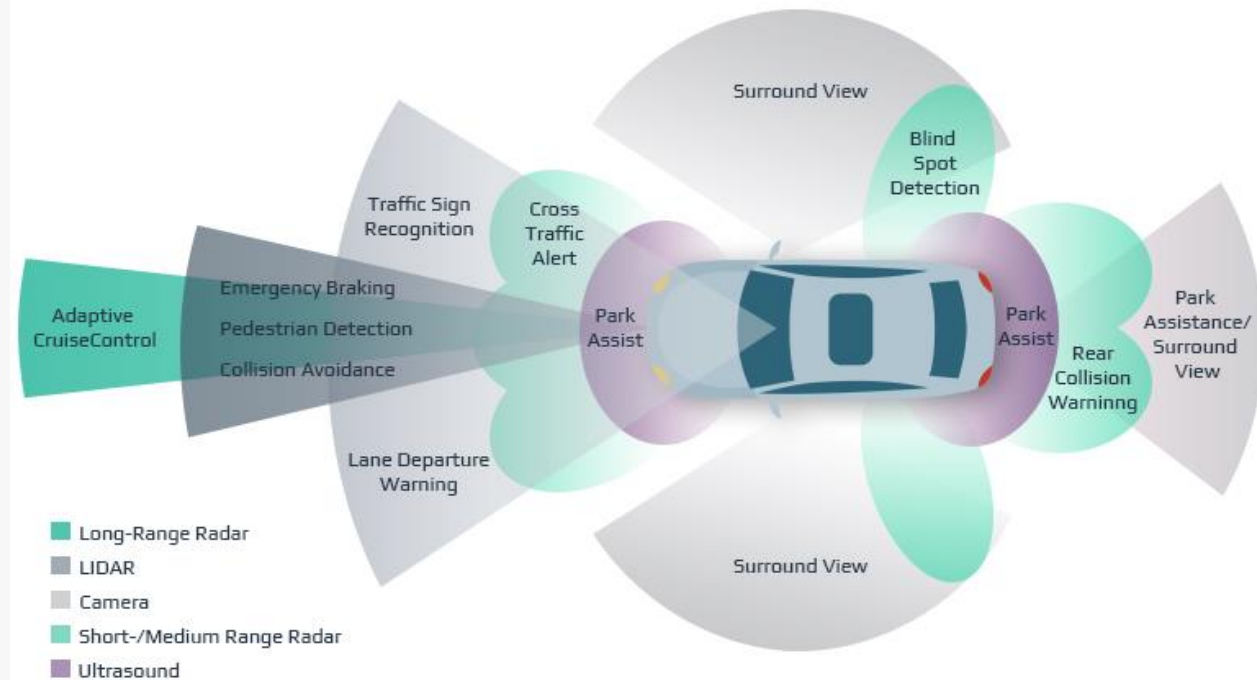 Surround View
Blind
Spot
Detection
Traffic Sign
Recognition
Cross
Traffic
Alert
Emergency Braking
Adaptive
CruiseControl
Pedestrian Detection
Collision Avoidance
Park
Assist
Park
Assist
Park
Assistance/
Surround
View
Rear
Collision
Warninng
Lane Departure
Warning
Surround View
Long-Range Radar
LIDAR
Camera
Short-/Medium Range Radar
Ultrasound